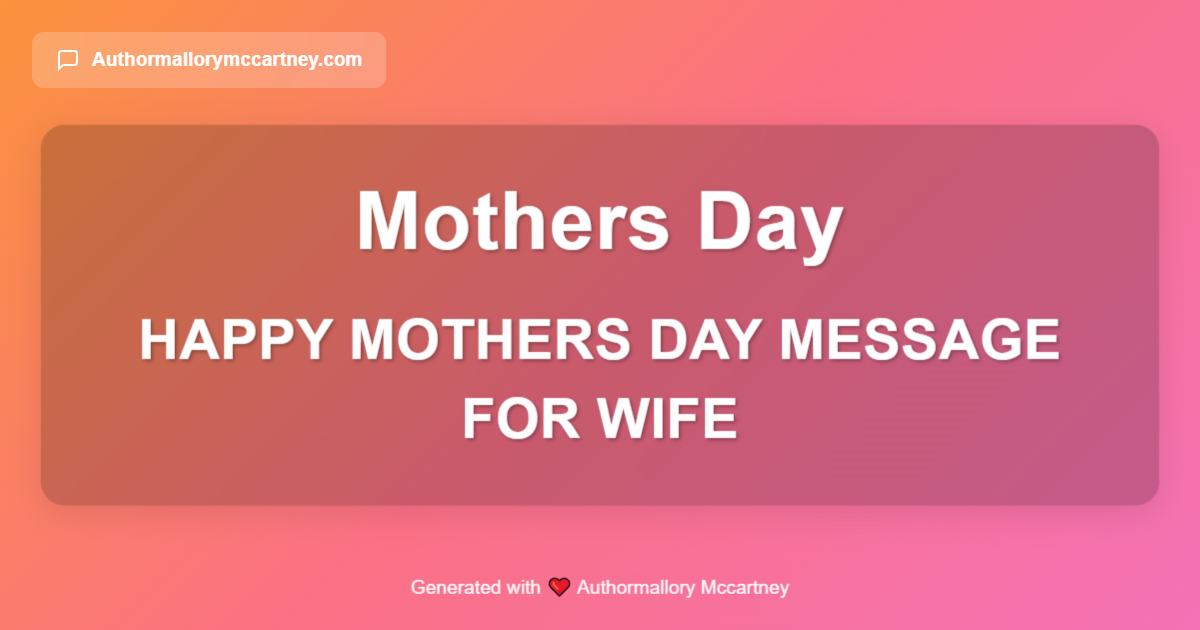 Authormallorymccartney.com
Mothers Day
HAPPY MOTHERS DAY MESSAGE
FOR WIFE
Generated with ❤️ Authormallory Mccartney